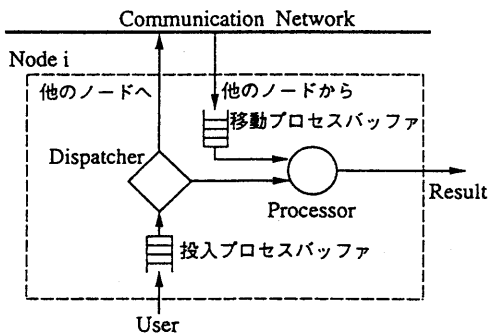 Communication Network
Node i
他のノードへ
他のノードから
移動プロセスバッファ
Dispatcher
Processor
Result
投入プロセスバッファ
User